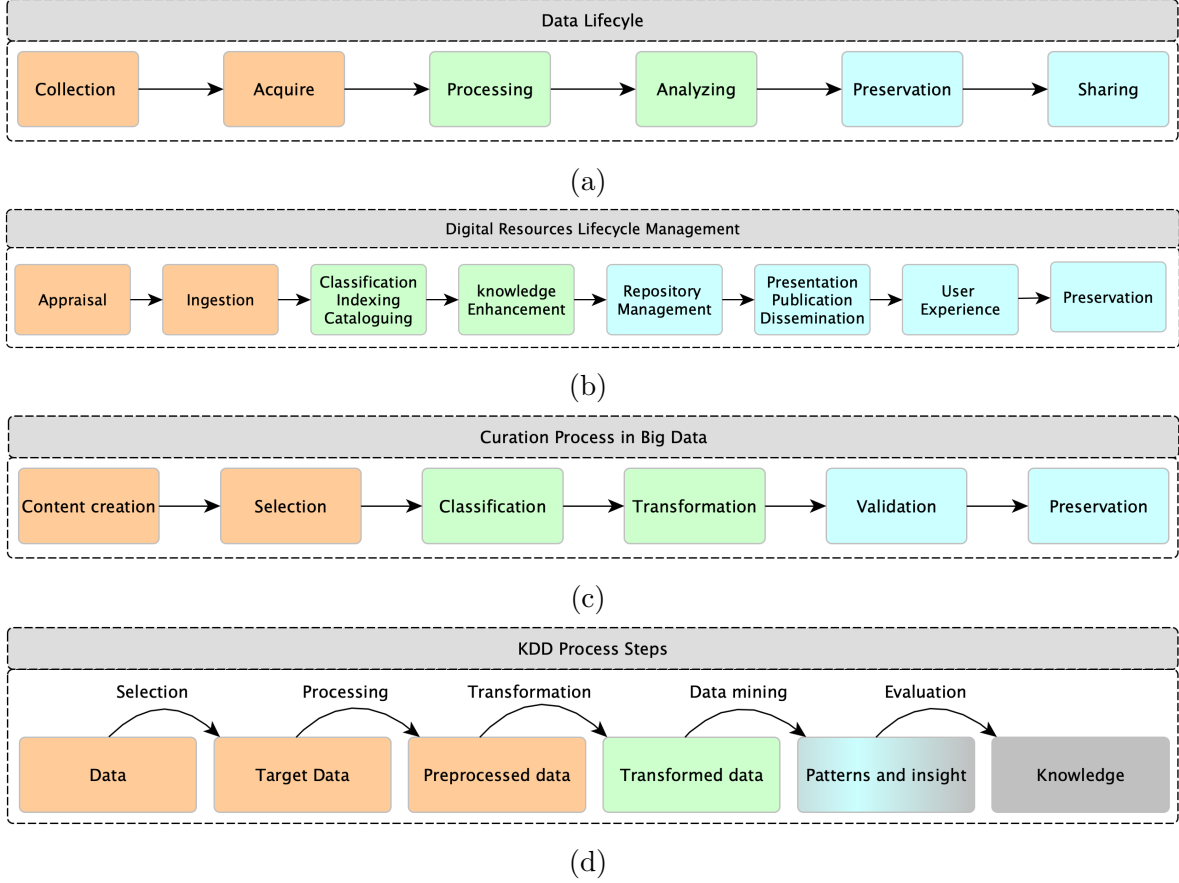 Data Lifecyle
Collection
Acquire
Processing
Analyzing
Preservation
Sharing
(a)
Digital Resources Lifecycle Management
Appraisal
Ingestion
Classification
Indexing
Cataloguing
knowledge
Enhancement
Repository
Management
Presentation
Publication
Dissemination
User
Experience
Preservation
(b)
Curation Process in Big Data
Content creation
Selection
Classification
Transformation
Validation
Preservation
(c)
KDD Process Steps
Selection
Processing
Transformation
Data mining
Evaluation
Data
Target Data
Preprocessed data
Transformed data
Patterns and insight
Knowledge
(d)